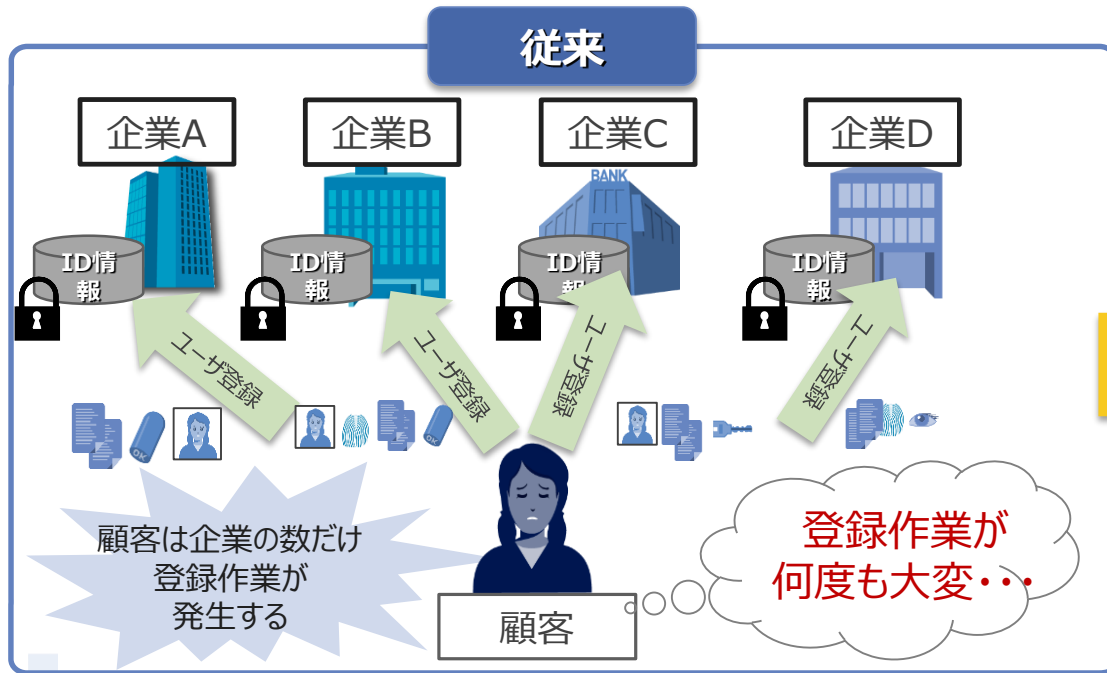 従来
企業A
企業B
企業C
企業D
BANK
ID情
報
ID情
報
ID情
報
ID情
報
ユーザ登録
ユーザ登録
ユーザ登録
ユーザ登録
OK
OK
顧客は企業の数だけ
登録作業が
発生する
登録作業が
何度も大変・・・
顧客